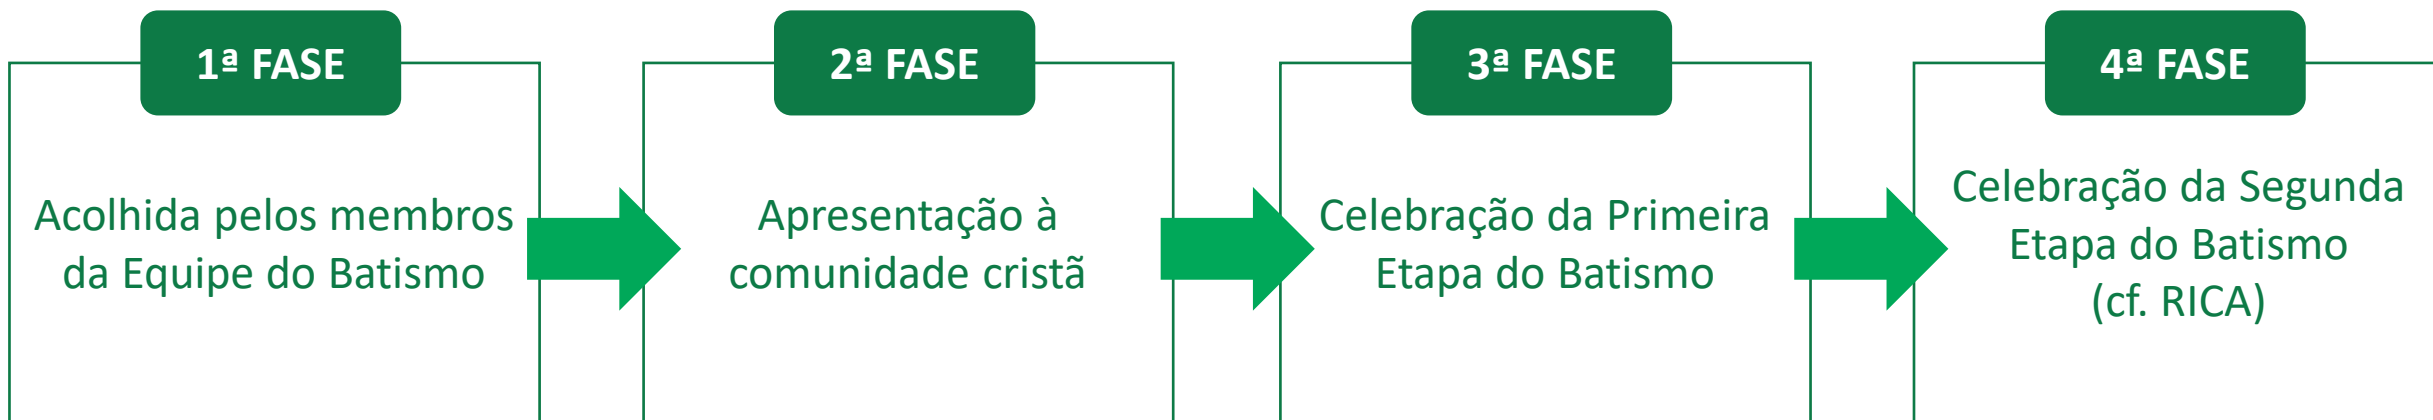 1ª FASE
Acolhida pelos membros
da Equipe do Batismo
2ª FASE
Apresentação à
comunidade cristã
3ª FASE
Celebração da Primeira
Etapa do Batismo
4ª FASE
Celebração da Segunda
Etapa do Batismo
(cf. RICA)